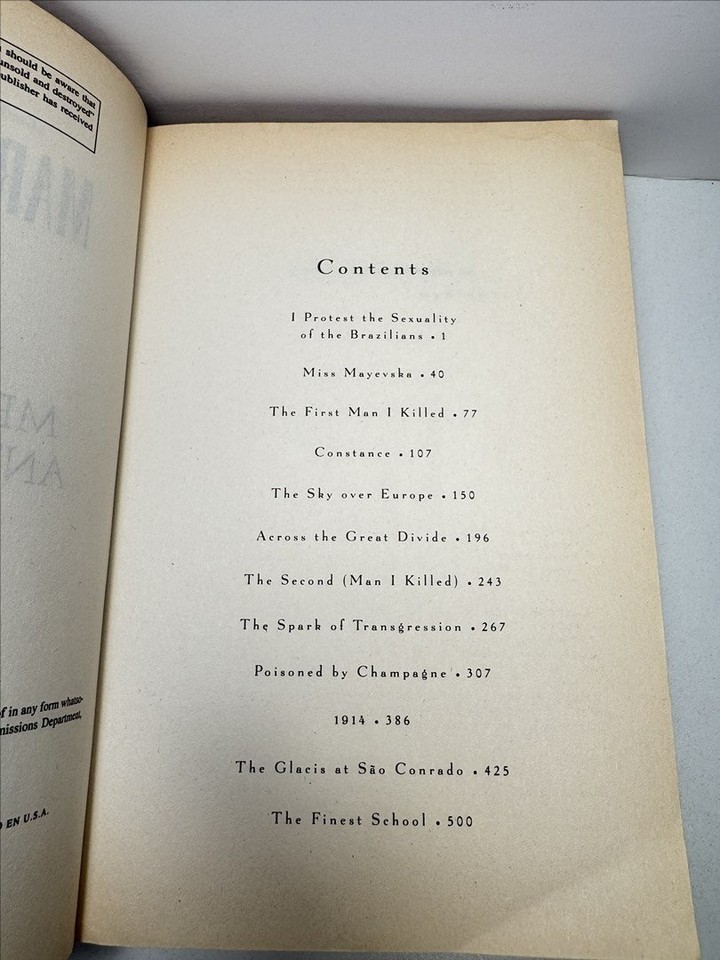 should be aware that
unsold and destroyed"
publisher has received
MAR
ME
AN
of in any form whatso-
missions Department,
EN U.S.A.
Contents
I Protest the Sexuality
of the Brazilians • 1
Miss Mayevska • 40
The First Man I Killed • 77
Constance • 107
The Sky over Europe • 150
Across the Great Divide • 196
The Second (Man I Killed) • 243
The Spark of Transgression • 267
Poisoned by Champagne • 307
1914 • 386
The Glacis at São Conrado • 425
The Finest School • 500